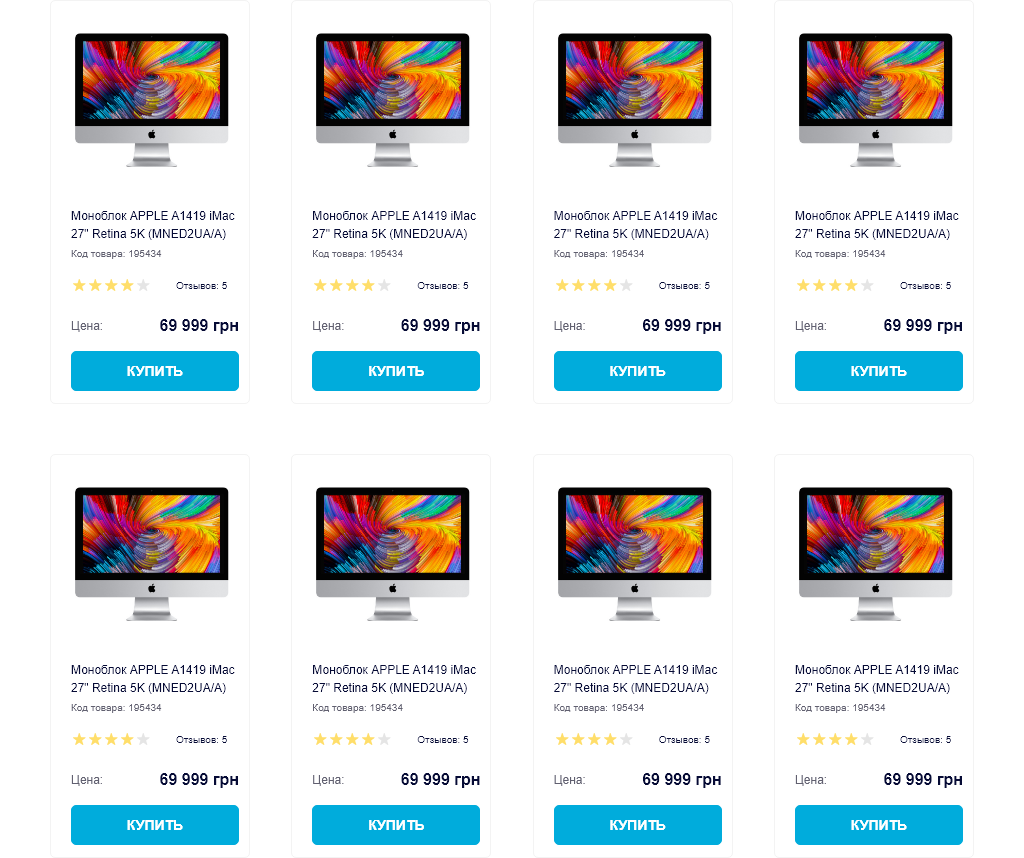 Моноблок APPLE A1419 iMac
27" Retina 5K (MNED2UA/A)
Код товара: 195434
Отзывов: 5
Цена: 69 999 грн
КУПИТЬ
Моноблок APPLE A1419 iMac
27" Retina 5K (MNED2UA/A)
Код товара: 195434
Отзывов: 5
Цена: 69 999 грн
КУПИТЬ
Моноблок APPLE A1419 iMac
27" Retina 5K (MNED2UA/A)
Код товара: 195434
Отзывов: 5
Цена: 69 999 грн
КУПИТЬ
Моноблок APPLE A1419 iMac
27" Retina 5K (MNED2UA/A)
Код товара: 195434
Отзывов: 5
Цена: 69 999 грн
КУПИТЬ
Моноблок APPLE A1419 iMac
27" Retina 5K (MNED2UA/A)
Код товара: 195434
Отзывов: 5
Цена: 69 999 грн
КУПИТЬ
Моноблок APPLE A1419 iMac
27" Retina 5K (MNED2UA/A)
Код товара: 195434
Отзывов: 5
Цена: 69 999 грн
КУПИТЬ
Моноблок APPLE A1419 iMac
27" Retina 5K (MNED2UA/A)
Код товара: 195434
Отзывов: 5
Цена: 69 999 грн
КУПИТЬ
Моноблок APPLE A1419 iMac
27" Retina 5K (MNED2UA/A)
Код товара: 195434
Отзывов: 5
Цена: 69 999 грн
КУПИТЬ